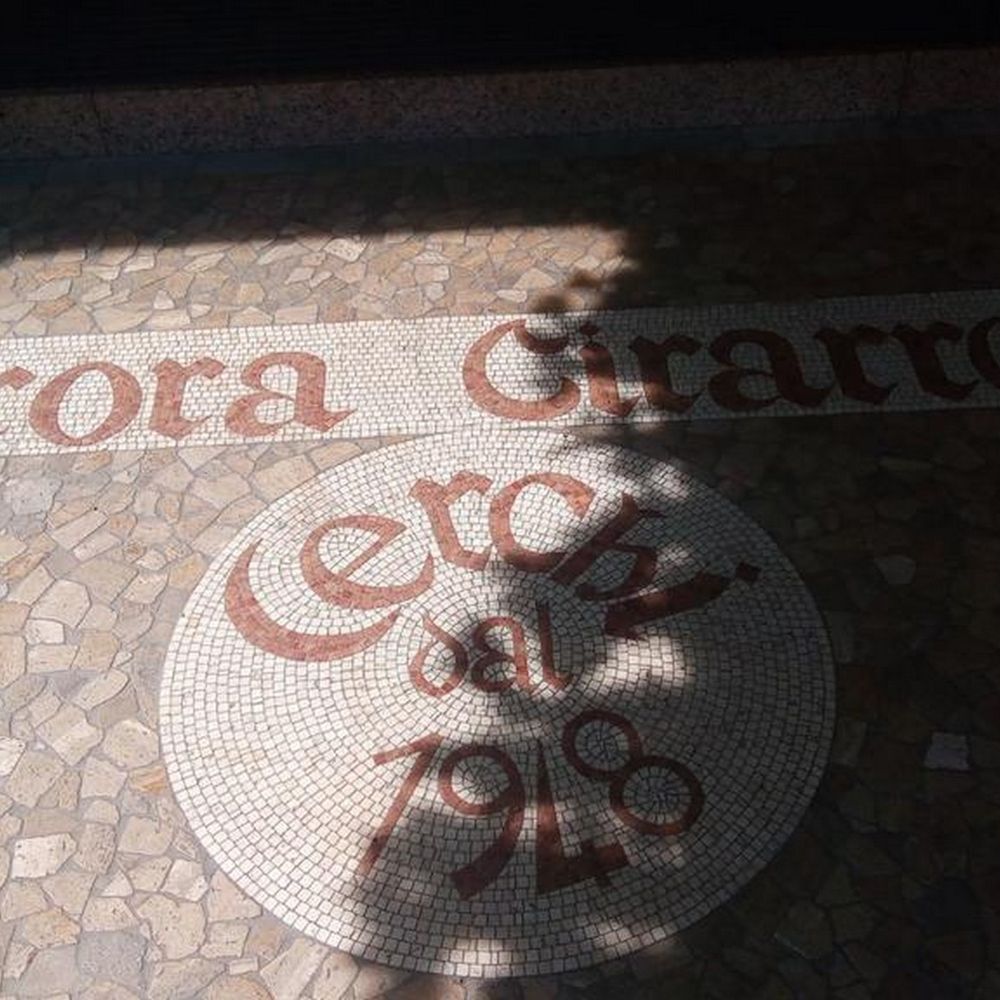 rora Cirarro
Cerchi
dal
1948